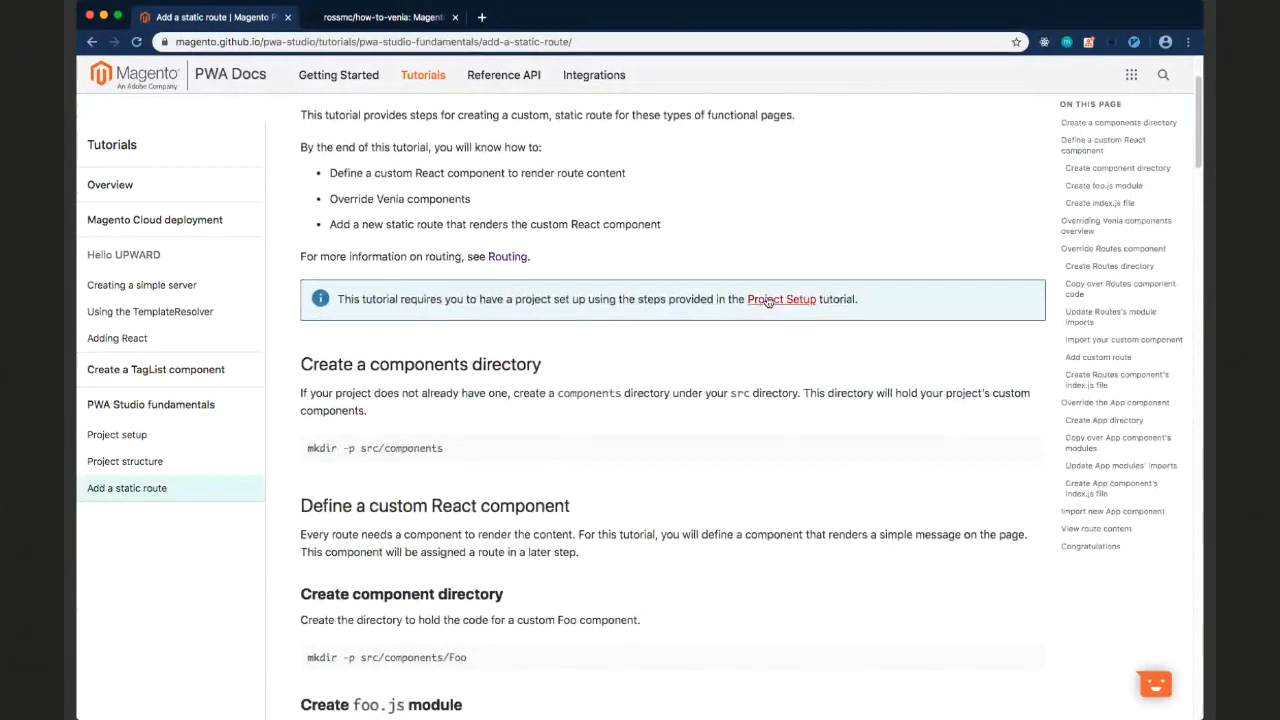 Add a static route | Magento P
rossmc/how-to-venia: Magent
magento.github.io/pwa-studio/tutorials/pwa-studio-fundamentals/add-a-static-route/
Magento
An Adobe Company
PWA Docs
Getting Started
Tutorials
Reference API
Integrations
Tutorials
Overview
Magento Cloud deployment
Hello UPWARD
Creating a simple server
Using the TemplateResolver
Adding React
Create a TagList component
PWA Studio fundamentals
Project setup
Project structure
Add a static route
This tutorial provides steps for creating a custom, static route for these types of functional pages.
By the end of this tutorial, you will know how to:
• Define a custom React component to render route content
• Override Venia components
• Add a new static route that renders the custom React component
For more information on routing, see Routing.
This tutorial requires you to have a project set up using the steps provided in the Project Setup tutorial.
Create a components directory
If your project does not already have one, create a components directory under your src directory. This directory will hold your project's custom
components.
mkdir -p src/components
Define a custom React component
Every route needs a component to render the content. For this tutorial, you will define a component that renders a simple message on the page.
This component will be assigned a route in a later step.
Create component directory
Create the directory to hold the code for a custom Foo component.
mkdir -p src/components/Foo
Create foo.js module
ON THIS PAGE
Create a components directory
Define a custom React
component
Create component directory
Create foo.js module
Create index.js file
Overriding Venia components
overview
Override Routes component
Create Routes directory
Copy over Routes component
code
Update Routes's module
imports
Import your custom component
Add custom route
Create Routes component's
index.js file
Override the App component
Create App directory
Copy over App component's
modules
Update App modules' imports
Create App component's
index.js file
Import new App component
View route content
Congratulations